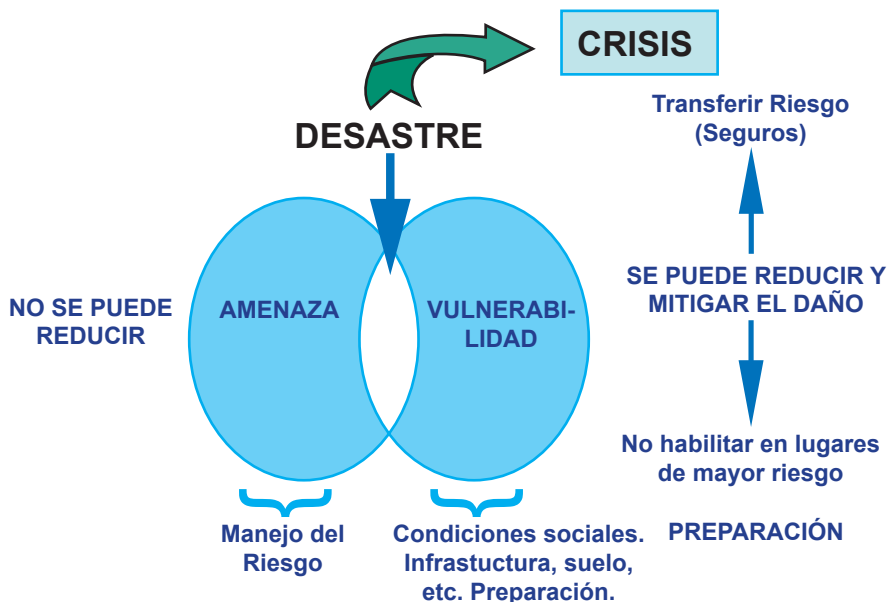 CRISIS
Transferir Riesgo
(Seguros)
DESASTRE
NO SE PUEDE
REDUCIR
AMENAZA
VULNERABI-
LIDAD
SE PUEDE REDUCIR Y
MITIGAR EL DAÑO
No habilitar en lugares
de mayor riesgo
Manejo del
Riesgo
Condiciones sociales.
Infrastuctura, suelo,
etc. Preparación.
PREPARACIÓN